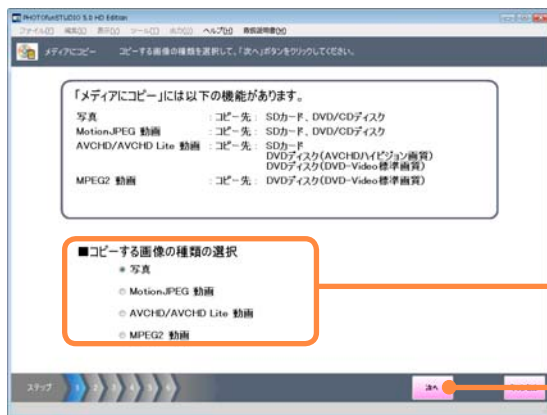 PHOTOfunSTUDIO 5.0 HD Edition
ファイル(F) 編集(E) 表示(V) ツール(T) 出力(O) ヘルプ(H) 取扱説明書(M)
メディアにコピー コピーする画像の種類を選択して、「次へ」ボタンをクリックしてください。
「メディアにコピー」には以下の機能があります。
写真 : コピー先 : SDカード、DVD/CDディスク
MotionJPEG 動画 : コピー先 : SDカード、DVD/CDディスク
AVCHD/AVCHD Lite 動画 : コピー先 : SDカード
DVDディスク(AVCHDハイビジョン画質)
DVDディスク(DVD-Video標準画質)
MPEG2 動画 : コピー先 : DVDディスク(DVD-Video標準画質)
■コピーする画像の種類の選択
写真
MotionJPEG 動画
AVCHD/AVCHD Lite 動画
MPEG2 動画
ステップ 1 2 3 4 5 6 次へ